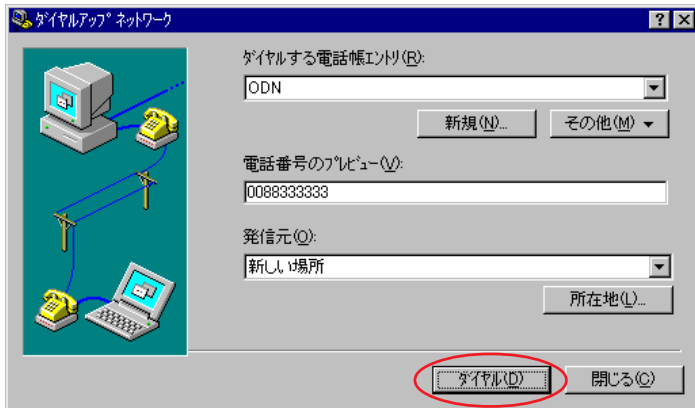 ダイヤルアップ ネットワーク
ダイヤルする電話帳エントリ(R):
ODN
新規(N)... その他(M)
電話番号のプレビュー(V):
0088333333
発信元(O):
新しい場所
所在地(L)...
ダイヤル(D) 閉じる(C)